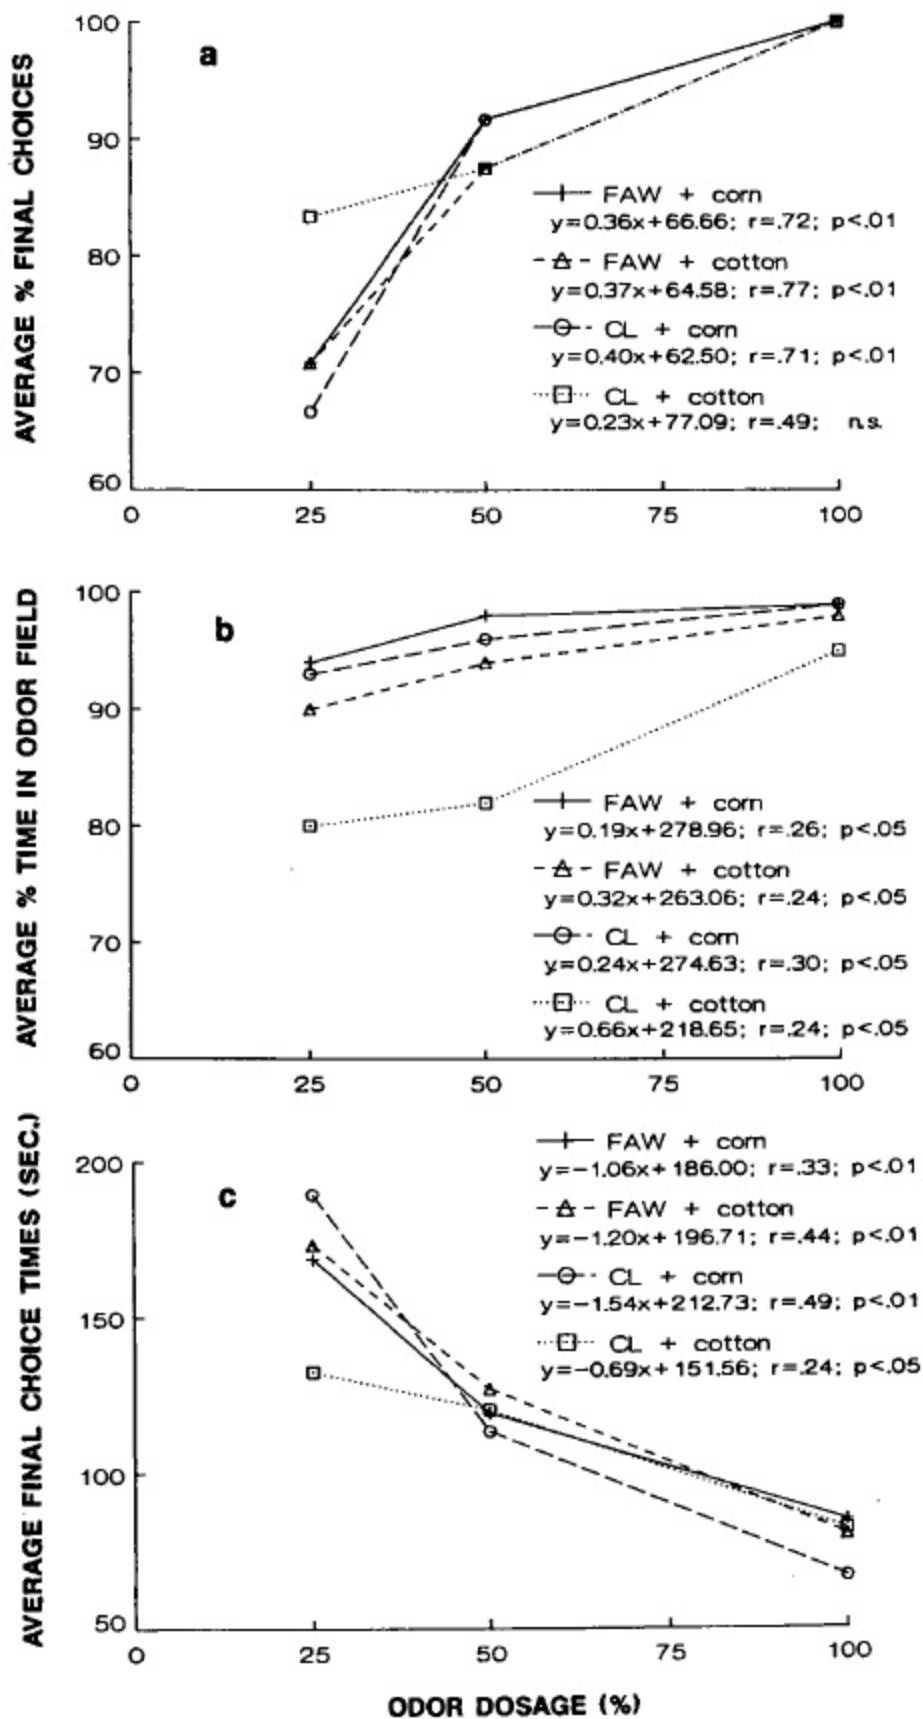 AVERAGE % FINAL CHOICES
a
100
90
80
70
60
0 25 50 75 100
FAW + corn
y=0.36x+66.66; r=.72; p<.01
FAW + cotton
y=0.37x+64.58; r=.77; p<.01
CL + corn
y=0.40x+62.50; r=.71; p<.01
CL + cotton
y=0.23x+77.09; r=.49; n.s.
AVERAGE % TIME IN ODOR FIELD
b
100
90
80
70
60
0 25 50 75 100
FAW + corn
y=0.19x+278.96; r=.26; p<.05
FAW + cotton
y=0.32x+263.06; r=.24; p<.05
CL + corn
y=0.24x+274.63; r=.30; p<.05
CL + cotton
y=0.66x+218.65; r=.24; p<.05
AVERAGE FINAL CHOICE TIMES (SEC.)
c
200
150
100
50
0 25 50 75 100
FAW + corn
y=-1.06x+186.00; r=.33; p<.01
FAW + cotton
y=-1.20x+196.71; r=.44; p<.01
CL + corn
y=-1.54x+212.73; r=.49; p<.01
CL + cotton
y=-0.69x+151.56; r=.24; p<.05
ODOR DOSAGE (%)